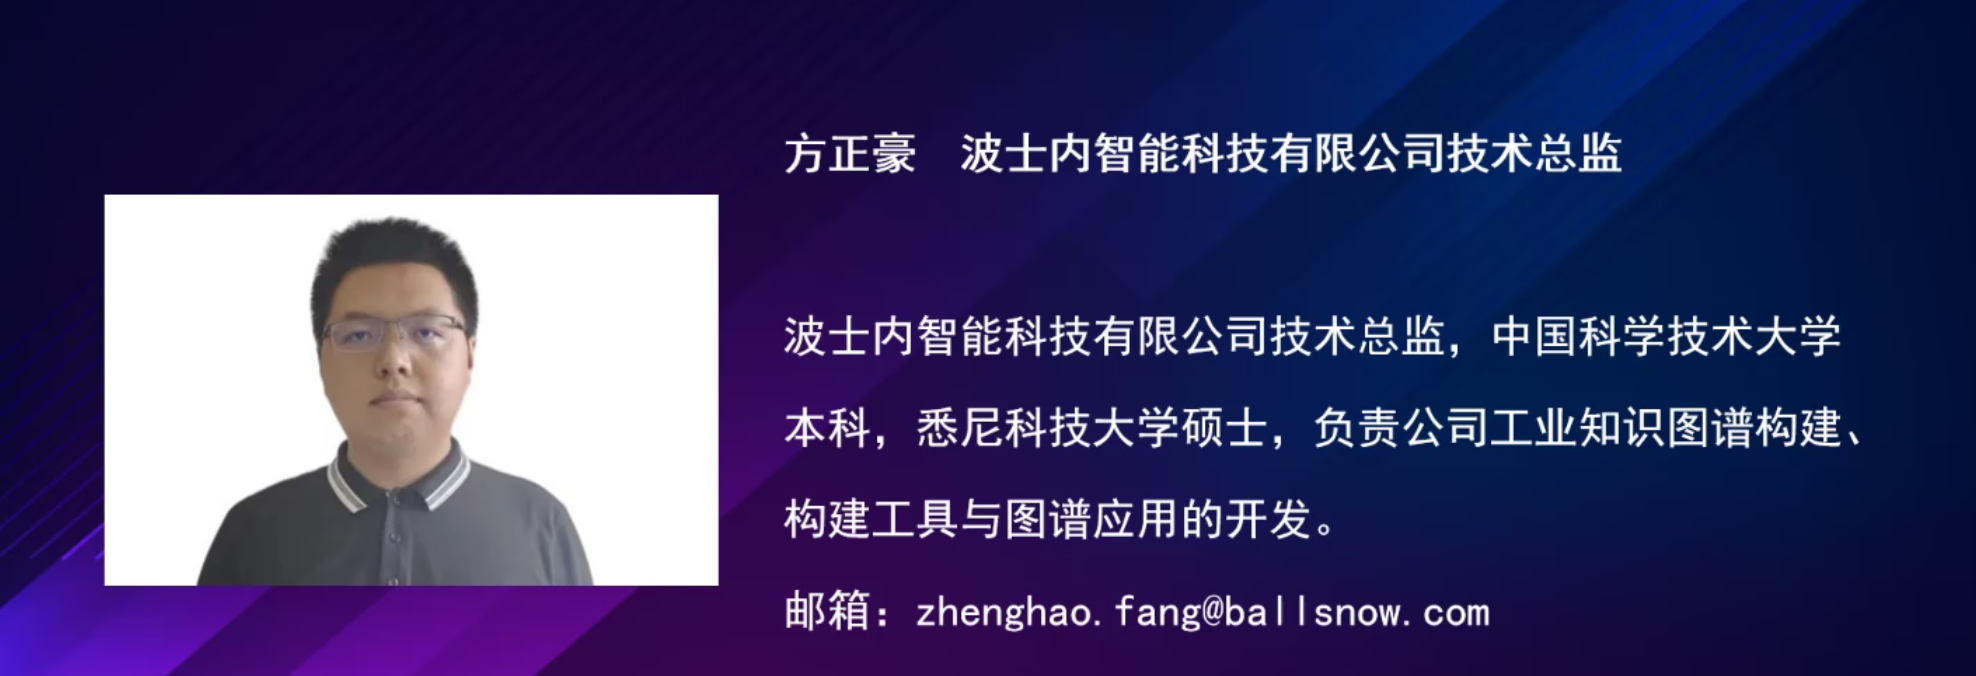 方正豪　波士内智能科技有限公司技术总监
波士内智能科技有限公司技术总监，中国科学技术大学
本科，悉尼科技大学硕士，负责公司工业知识图谱构建、
构建工具与图谱应用的开发。
邮箱：zhenghao.fang@ballsnow.com